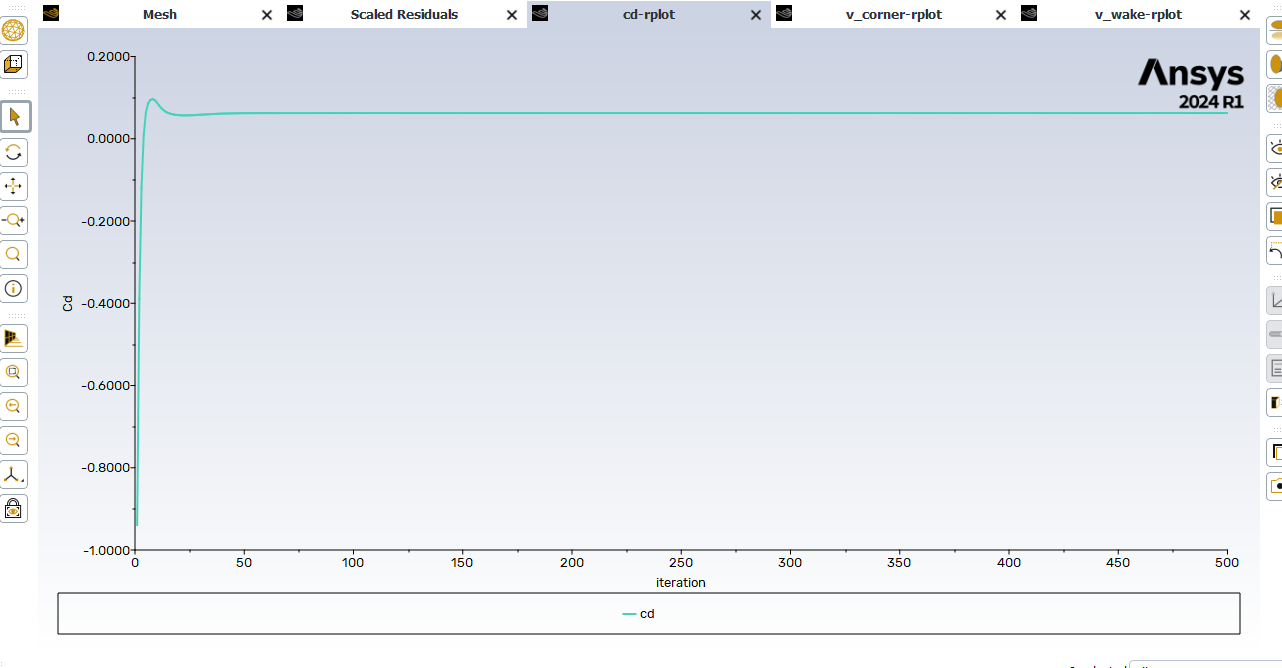 Mesh
Scaled Residuals
cd-rplot
v_corner-rplot
v_wake-rplot
Ansys
2024 R1
0.2000
0.0000
-0.2000
-0.4000
-0.6000
-0.8000
-1.0000
Cd
0 50 100 150 200 250 300 350 400 450 500
iteration
cd